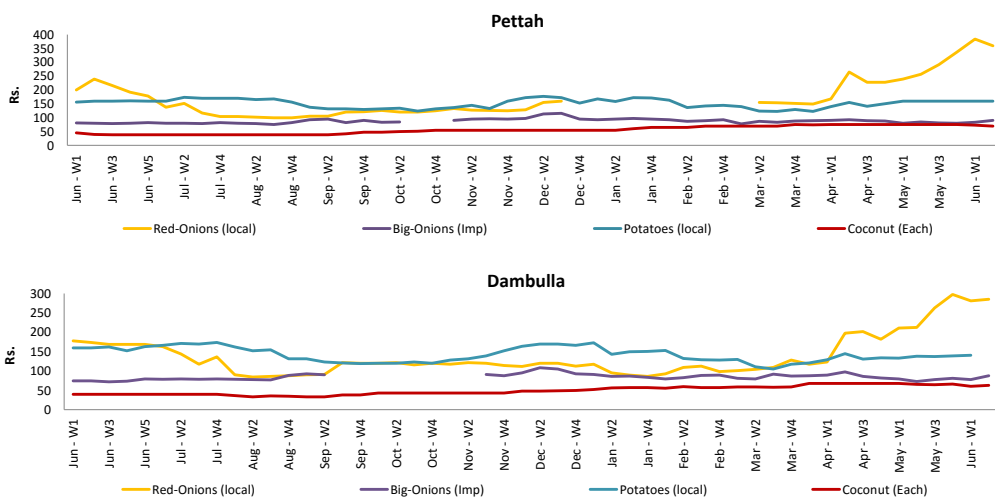 Pettah
Rs.
400
350
300
250
200
150
100
50
0
Jun - W1
Jun - W3
Jun - W5
Jul - W2
Jul - W4
Aug - W2
Aug - W4
Sep - W2
Sep - W4
Oct - W2
Oct - W4
Nov - W2
Nov - W4
Dec - W2
Dec - W4
Jan - W2
Jan - W4
Feb - W2
Feb - W4
Mar - W2
Mar - W4
Apr - W1
Apr - W3
May - W1
May - W3
Jun - W1
Red-Onions (local)
Big-Onions (Imp)
Potatoes (local)
Coconut (Each)
Dambulla
Rs.
300
250
200
150
100
50
0
Jun - W1
Jun - W3
Jun - W5
Jul - W2
Jul - W4
Aug - W2
Aug - W4
Sep - W2
Sep - W4
Oct - W2
Oct - W4
Nov - W2
Nov - W4
Dec - W2
Dec - W4
Jan - W2
Jan - W4
Feb - W2
Feb - W4
Mar - W2
Mar - W4
Apr - W1
Apr - W3
May - W1
May - W3
Jun - W1
Red-Onions (local)
Big-Onions (Imp)
Potatoes (local)
Coconut (Each)